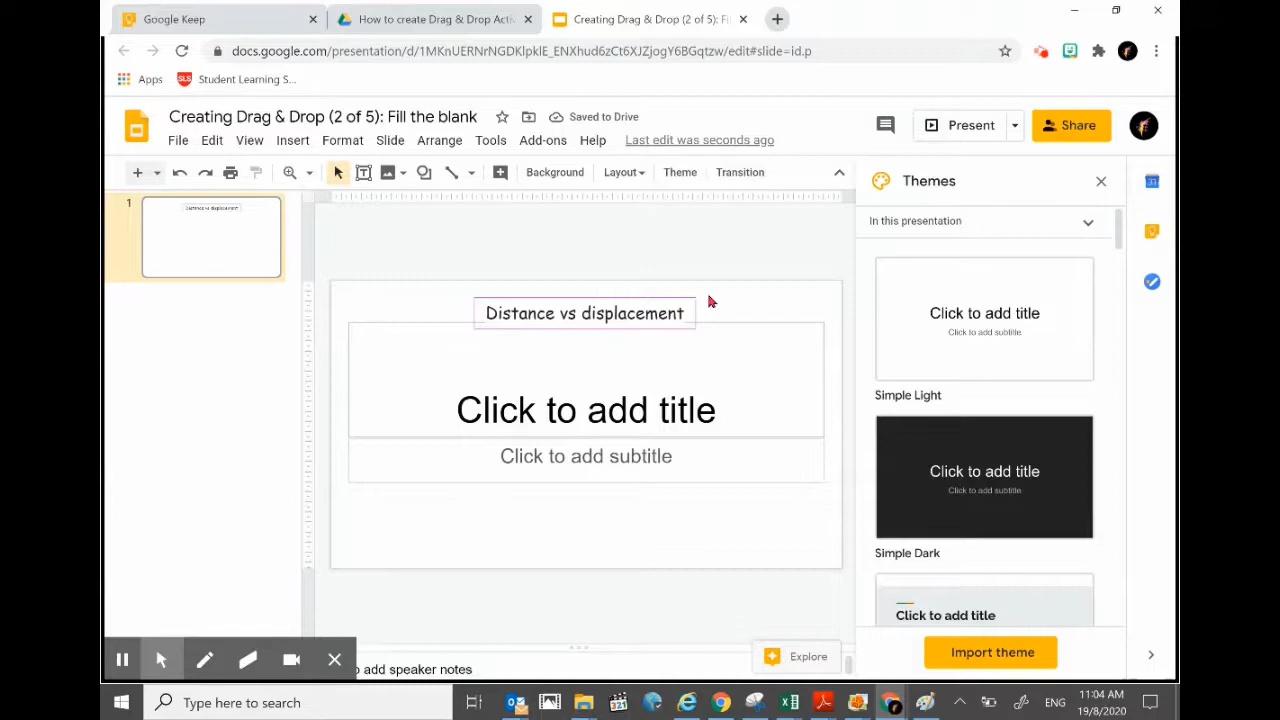 Google Keep
How to create Drag & Drop Acti
Creating Drag & Drop (2 of 5): Fi
docs.google.com/presentation/d/1MKnUERNrNGDKlpklE_ENXhud6zCt6XJZjogY6BGqtzw/edit#slide=id.p
Apps
SLS
Student Learning S...
Creating Drag & Drop (2 of 5): Fill the blank
Saved to Drive
Present
Share
File Edit View Insert Format Slide Arrange Tools Add-ons Help Last edit was seconds ago
Background Layout Theme Transition
Themes
In this presentation
1
Distance vs displacement
Distance vs displacement
Click to add title
Click to add subtitle
Click to add title
Click to add subtitle
Simple Light
Click to add title
Click to add subtitle
Simple Dark
Click to add title
Import theme
Explore
o add speaker notes
Type here to search
ENG
11:04 AM
19/8/2020